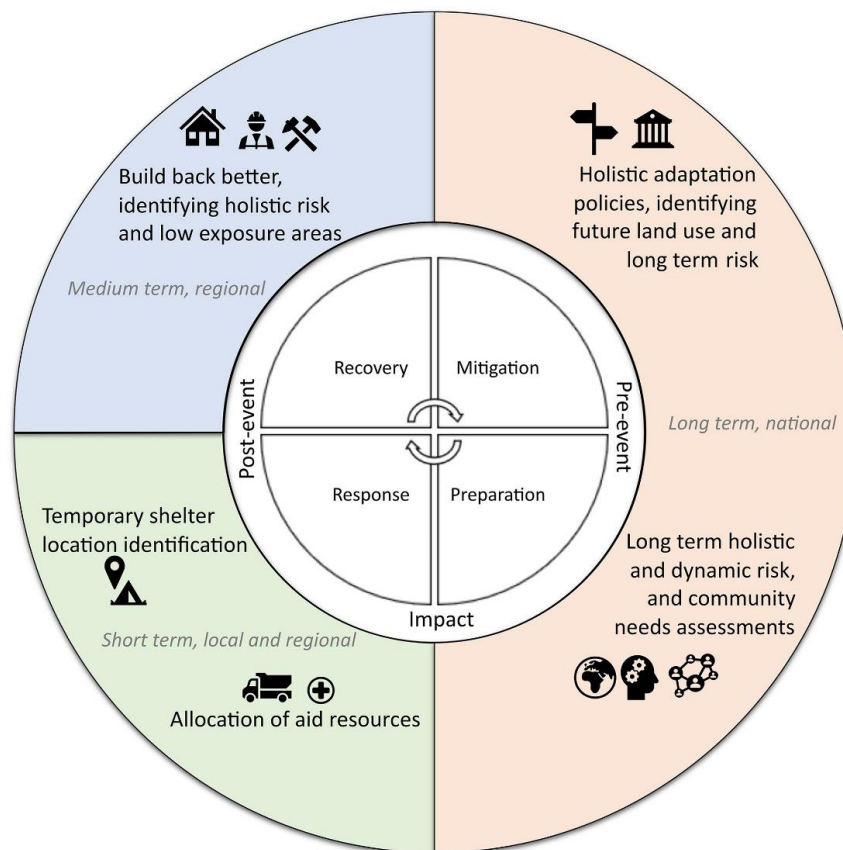 Build back better,
identifying holistic risk
and low exposure areas
Medium term, regional
Holistic adaptation
policies, identifying
future land use and
long term risk
Recovery
Mitigation
Post-event
Pre-event
Long term, national
Response
Preparation
Impact
Temporary shelter
location identification
Short term, local and regional
Allocation of aid resources
Long term holistic
and dynamic risk,
and community
needs assessments